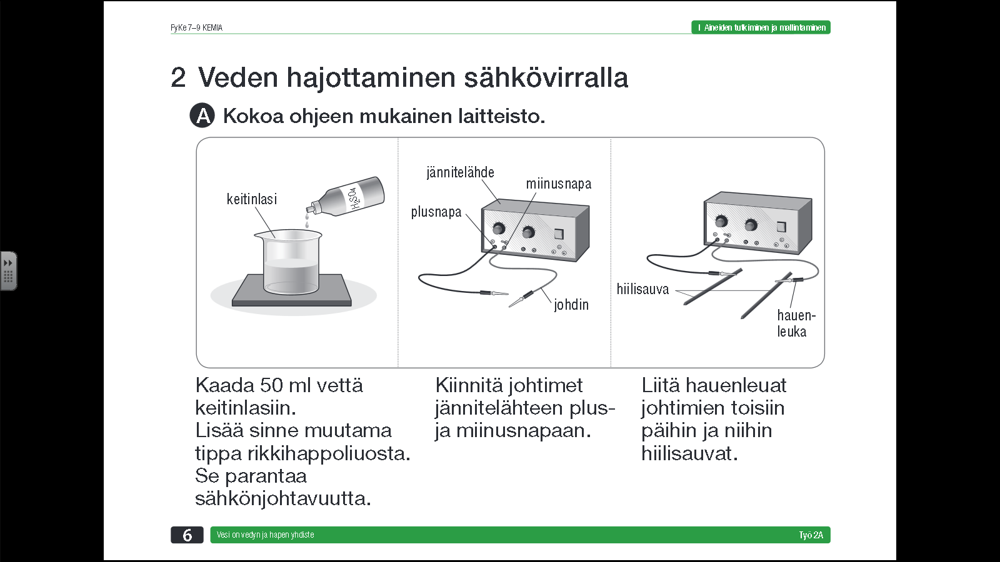 FyKe 7–9 KEMIA
I Aineiden tutkiminen ja mallintaminen
2 Veden hajottaminen sähkövirralla
A Kokoa ohjeen mukainen laitteisto.
keitinlasi
H₂SO₄
jännitelähde
miinusnapa
plusnapa
johdin
hiilisauva
hauen-
leuka
Kaada 50 ml vettä
keitinlasiin.
Lisää sinne muutama
tippa rikkihappoliuosta.
Se parantaa
sähkönjohtavuutta.
Kiinnitä johtimet
jännitelähteen plus-
ja miinusnapaan.
Liitä hauenleuat
johtimien toisiin
päihin ja niihin
hiilisauvat.
6
Vesi on vedyn ja hapen yhdiste
Työ 2A